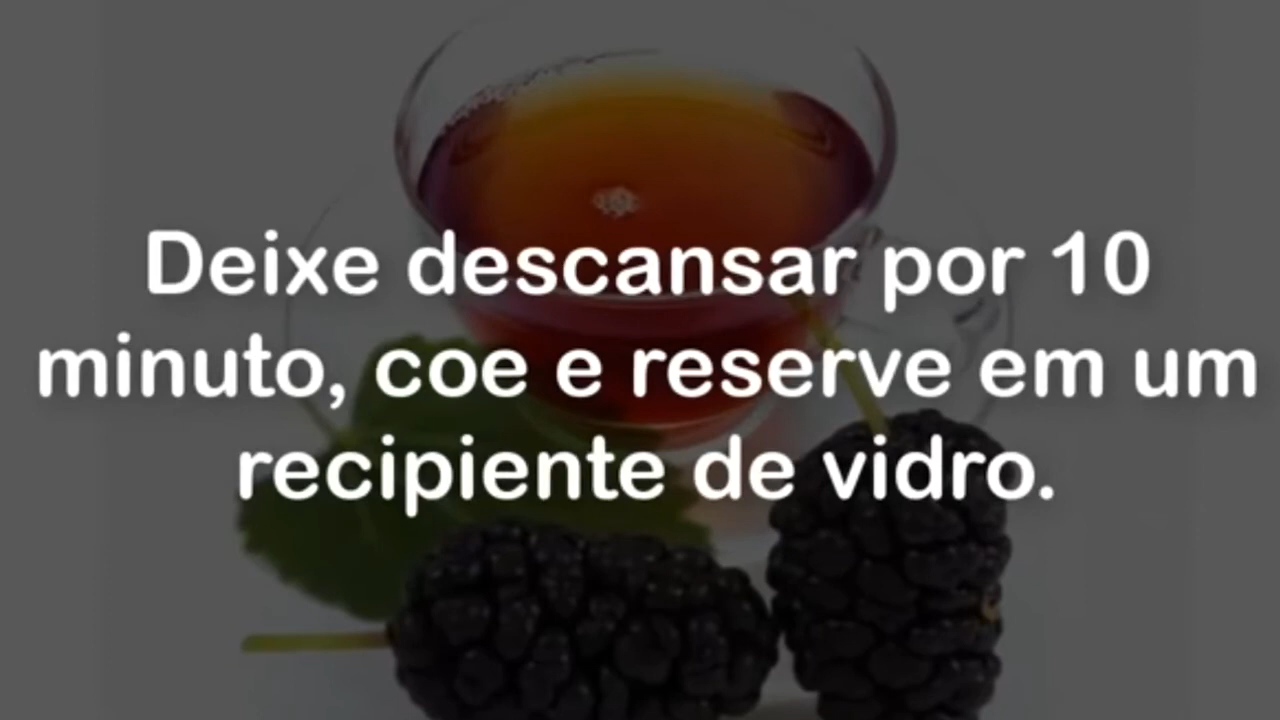 Deixe descansar por 10
minuto, coe e reserve em um
recipiente de vidro.